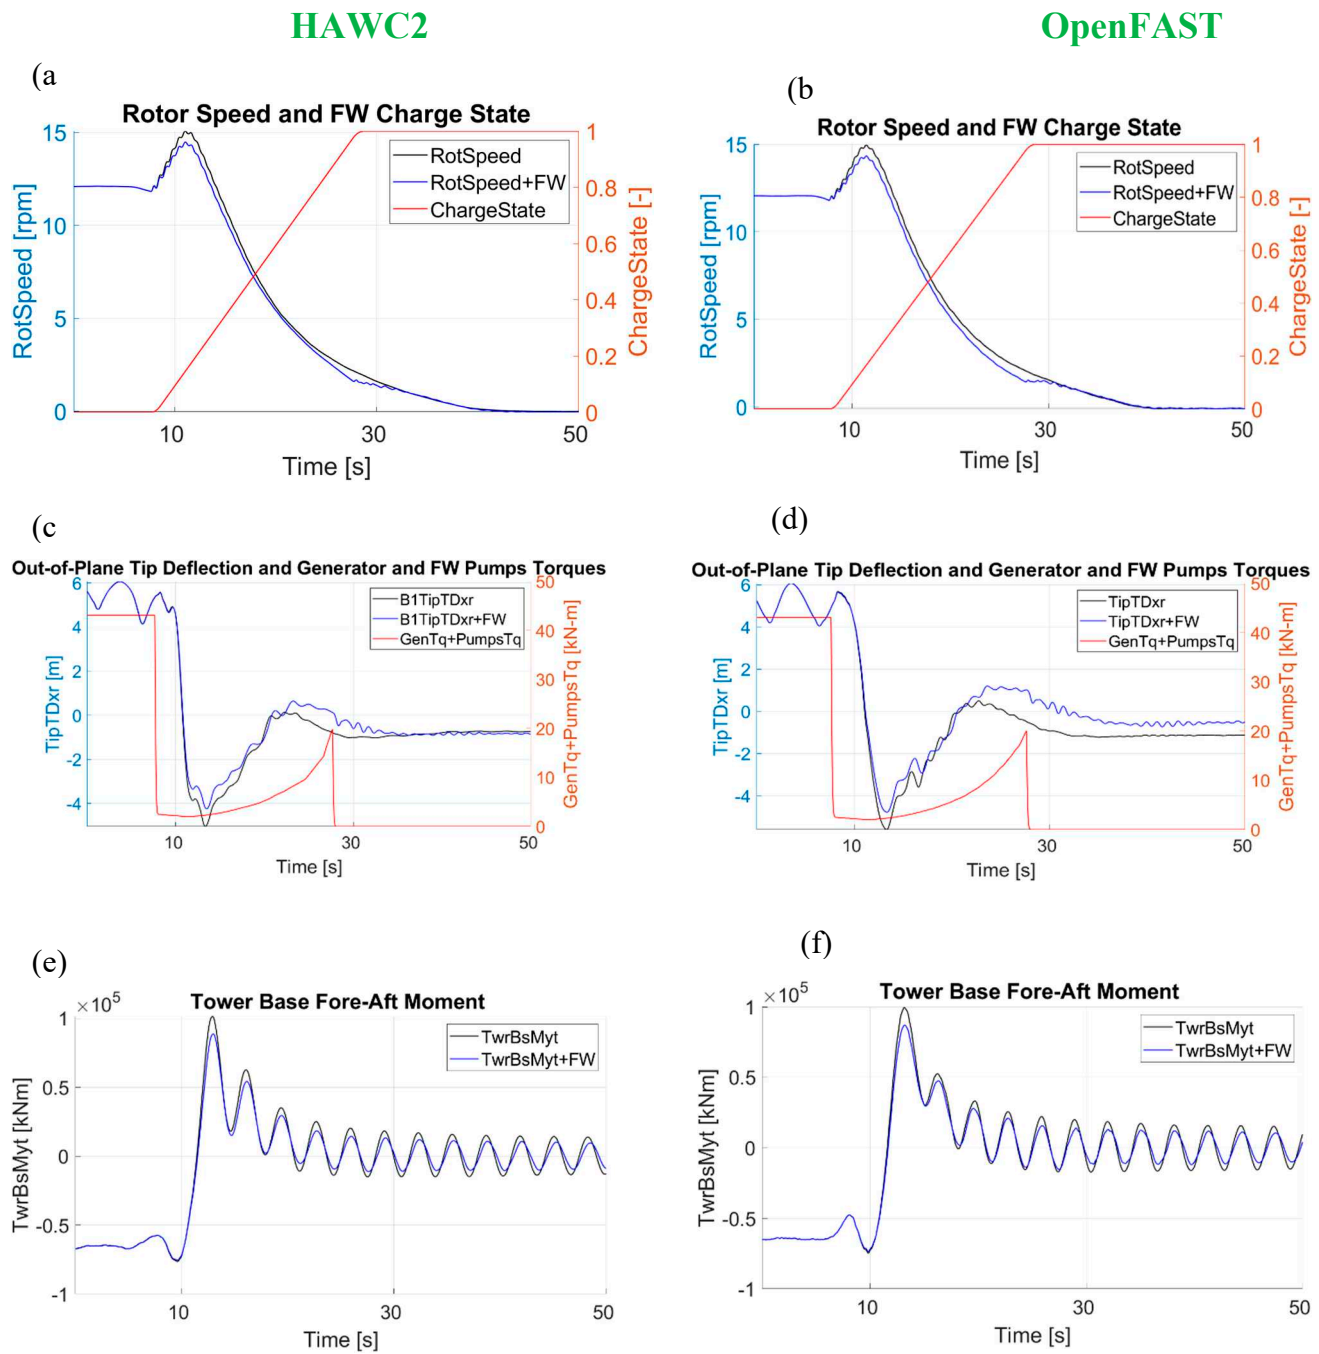 HAWC2
OpenFAST
(a
Rotor Speed and FW Charge State
15
10
5
0
RotSpeed [rpm]
RotSpeed
RotSpeed+FW
ChargeState
1
0.8
0.6
0.4
0.2
0
ChargeState [-]
10 30 50
Time [s]
(b
Rotor Speed and FW Charge State
15
10
5
0
RotSpeed [rpm]
RotSpeed
RotSpeed+FW
ChargeState
1
0.8
0.6
0.4
0.2
0
ChargeState [-]
10 30 50
Time [s]
(c
Out-of-Plane Tip Deflection and Generator and FW Pumps Torques
6
4
2
0
-2
-4
TipTDxr [m]
B1TipTDxr
B1TipTDxr+FW
GenTq+PumpsTq
50
40
30
20
10
0
GenTq+PumpsTq [kN-m]
10 30 50
Time [s]
(d)
Out-of-Plane Tip Deflection and Generator and FW Pumps Torques
6
4
2
0
-2
-4
TipTDxr [m]
TipTDxr
TipTDxr+FW
GenTq+PumpsTq
50
40
30
20
10
0
GenTq+PumpsTq [kN-m]
10 30 50
Time [s]
(e)
×10⁵
Tower Base Fore-Aft Moment
1
0.5
0
-0.5
-1
TwrBsMyt [kNm]
TwrBsMyt
TwrBsMyt+FW
10 30 50
Time [s]
(f)
×10⁵
Tower Base Fore-Aft Moment
1
0.5
0
-0.5
-1
TwrBsMyt [kNm]
TwrBsMyt
TwrBsMyt+FW
10 30 50
Time [s]